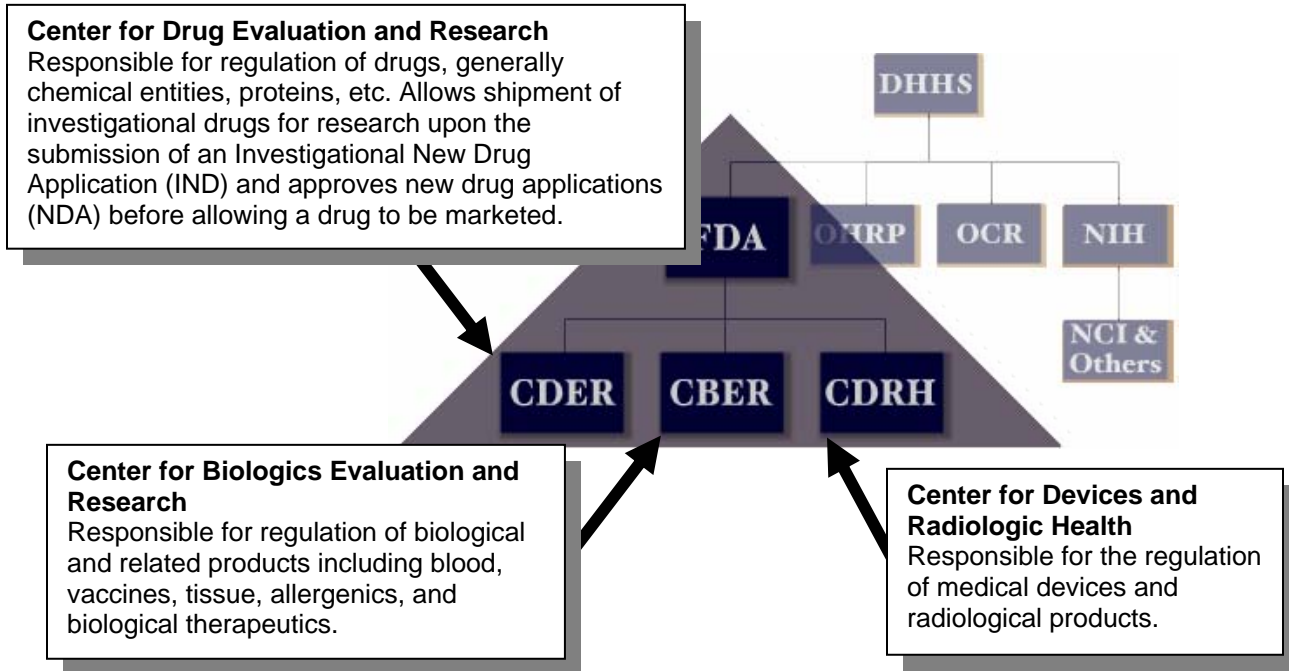 Center for Drug Evaluation and Research
Responsible for regulation of drugs, generally
chemical entities, proteins, etc. Allows shipment of
investigational drugs for research upon the
submission of an Investigational New Drug
Application (IND) and approves new drug applications
(NDA) before allowing a drug to be marketed.
DHHS
FDA
OHRP
OCR
NIH
NCI &
Others
CDER
CBER
CDRH
Center for Biologics Evaluation and
Research
Responsible for regulation of biological
and related products including blood,
vaccines, tissue, allergenics, and
biological therapeutics.
Center for Devices and
Radiologic Health
Responsible for the regulation
of medical devices and
radiological products.